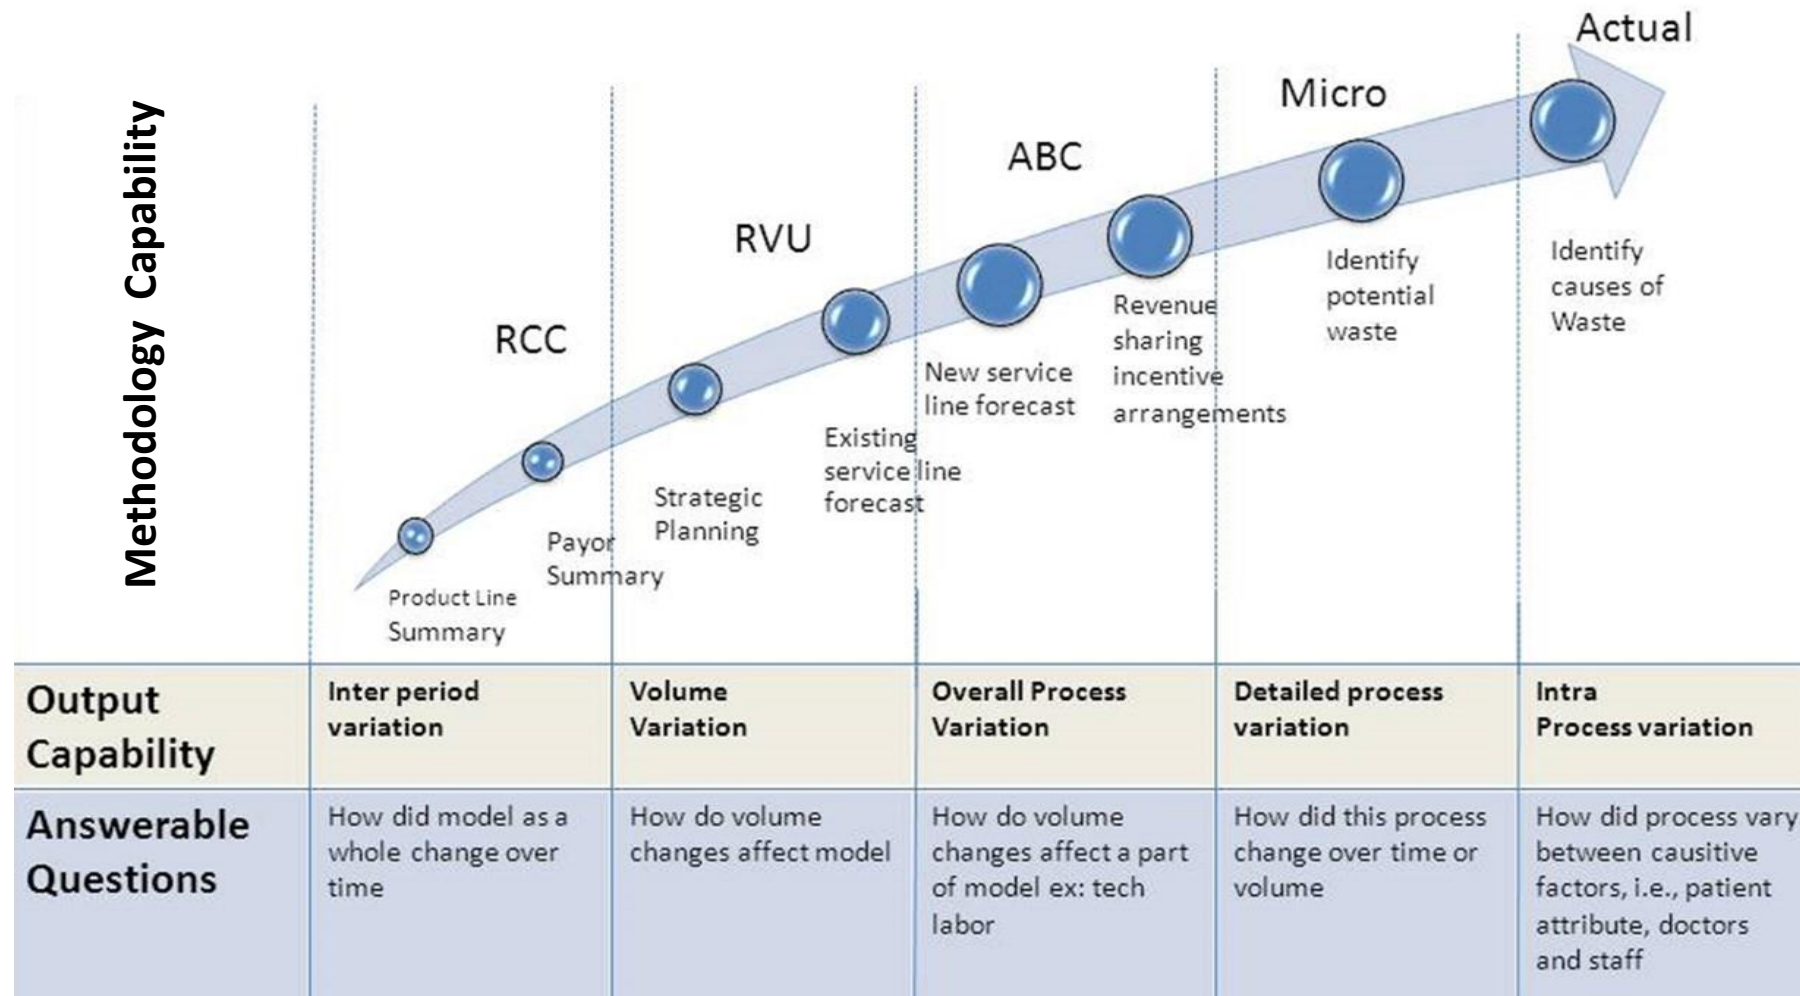 Methodology Capability
Actual
Micro
ABC
RVU
RCC
Product Line
Summary
Payor
Summary
Strategic
Planning
Existing
service line
forecast
New service
line forecast
Revenue
sharing
incentive
arrangements
Identify
potential
waste
Identify
causes of
Waste
Output
Capability
Inter period
variation
Volume
Variation
Overall Process
Variation
Detailed process
variation
Intra
Process variation
Answerable
Questions
How did model as a
whole change over
time
How do volume
changes affect model
How do volume
changes affect a part
of model ex: tech
labor
How did this process
change over time or
volume
How did process vary
between causitive
factors, i.e., patient
attribute, doctors
and staff